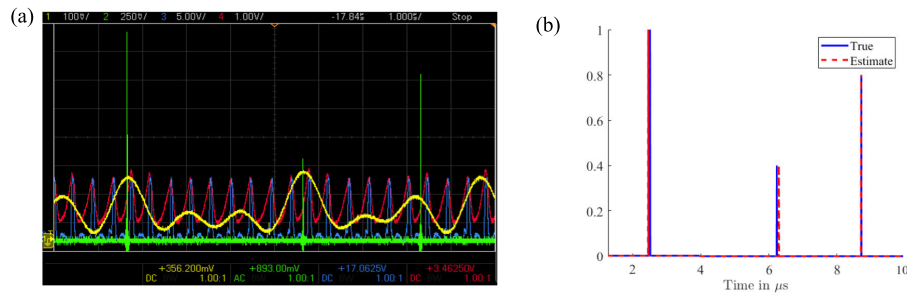 (a)
1 100▿/ 2 250▿/ 3 5.00V/ 4 1.00V/ -17.84% 1.000%/ Stop
+356.200mV +893.00mV +17.0625V +3.46250V
DC 1.00:1 AC 1.00:1 DC 1.00:1 DC 1.00:1
(b)
1
0.8
0.6
0.4
0.2
0
2 4 6 8 10
Time in μs
True
Estimate